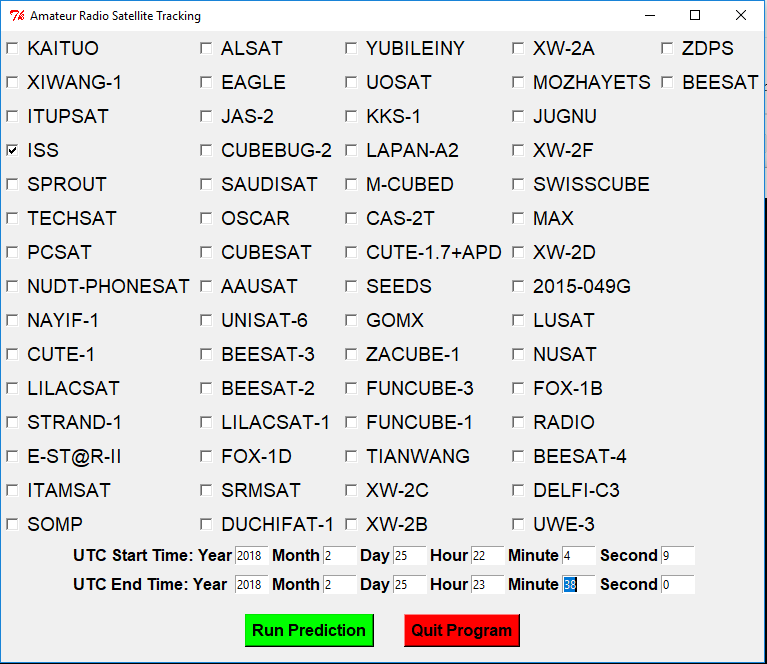 Amateur Radio Satellite Tracking
KAITUO ALSAT YUBILEINY XW-2A ZDPS
XIWANG-1 EAGLE UOSAT MOZHAYETS BEESAT
ITUPSAT JAS-2 KKS-1 JUGNU
ISS CUBEBUG-2 LAPAN-A2 XW-2F
SPROUT SAUDISAT M-CUBED SWISSCUBE
TECHSAT OSCAR CAS-2T MAX
PCSAT CUBESAT CUTE-1.7+APD XW-2D
NUDT-PHONESAT AAUSAT SEEDS 2015-049G
NAYIF-1 UNISAT-6 GOMX LUSAT
CUTE-1 BEESAT-3 ZACUBE-1 NUSAT
LILACSAT BEESAT-2 FUNCUBE-3 FOX-1B
STRAND-1 LILACSAT-1 FUNCUBE-1 RADIO
E-ST@R-II FOX-1D TIANWANG BEESAT-4
ITAMSAT SRMSAT XW-2C DELFI-C3
SOMP DUCHIFAT-1 XW-2B UWE-3
UTC Start Time: Year 2018 Month 2 Day 25 Hour 22 Minute 4 Second 9
UTC End Time: Year 2018 Month 2 Day 25 Hour 23 Minute 38 Second 0
Run Prediction Quit Program